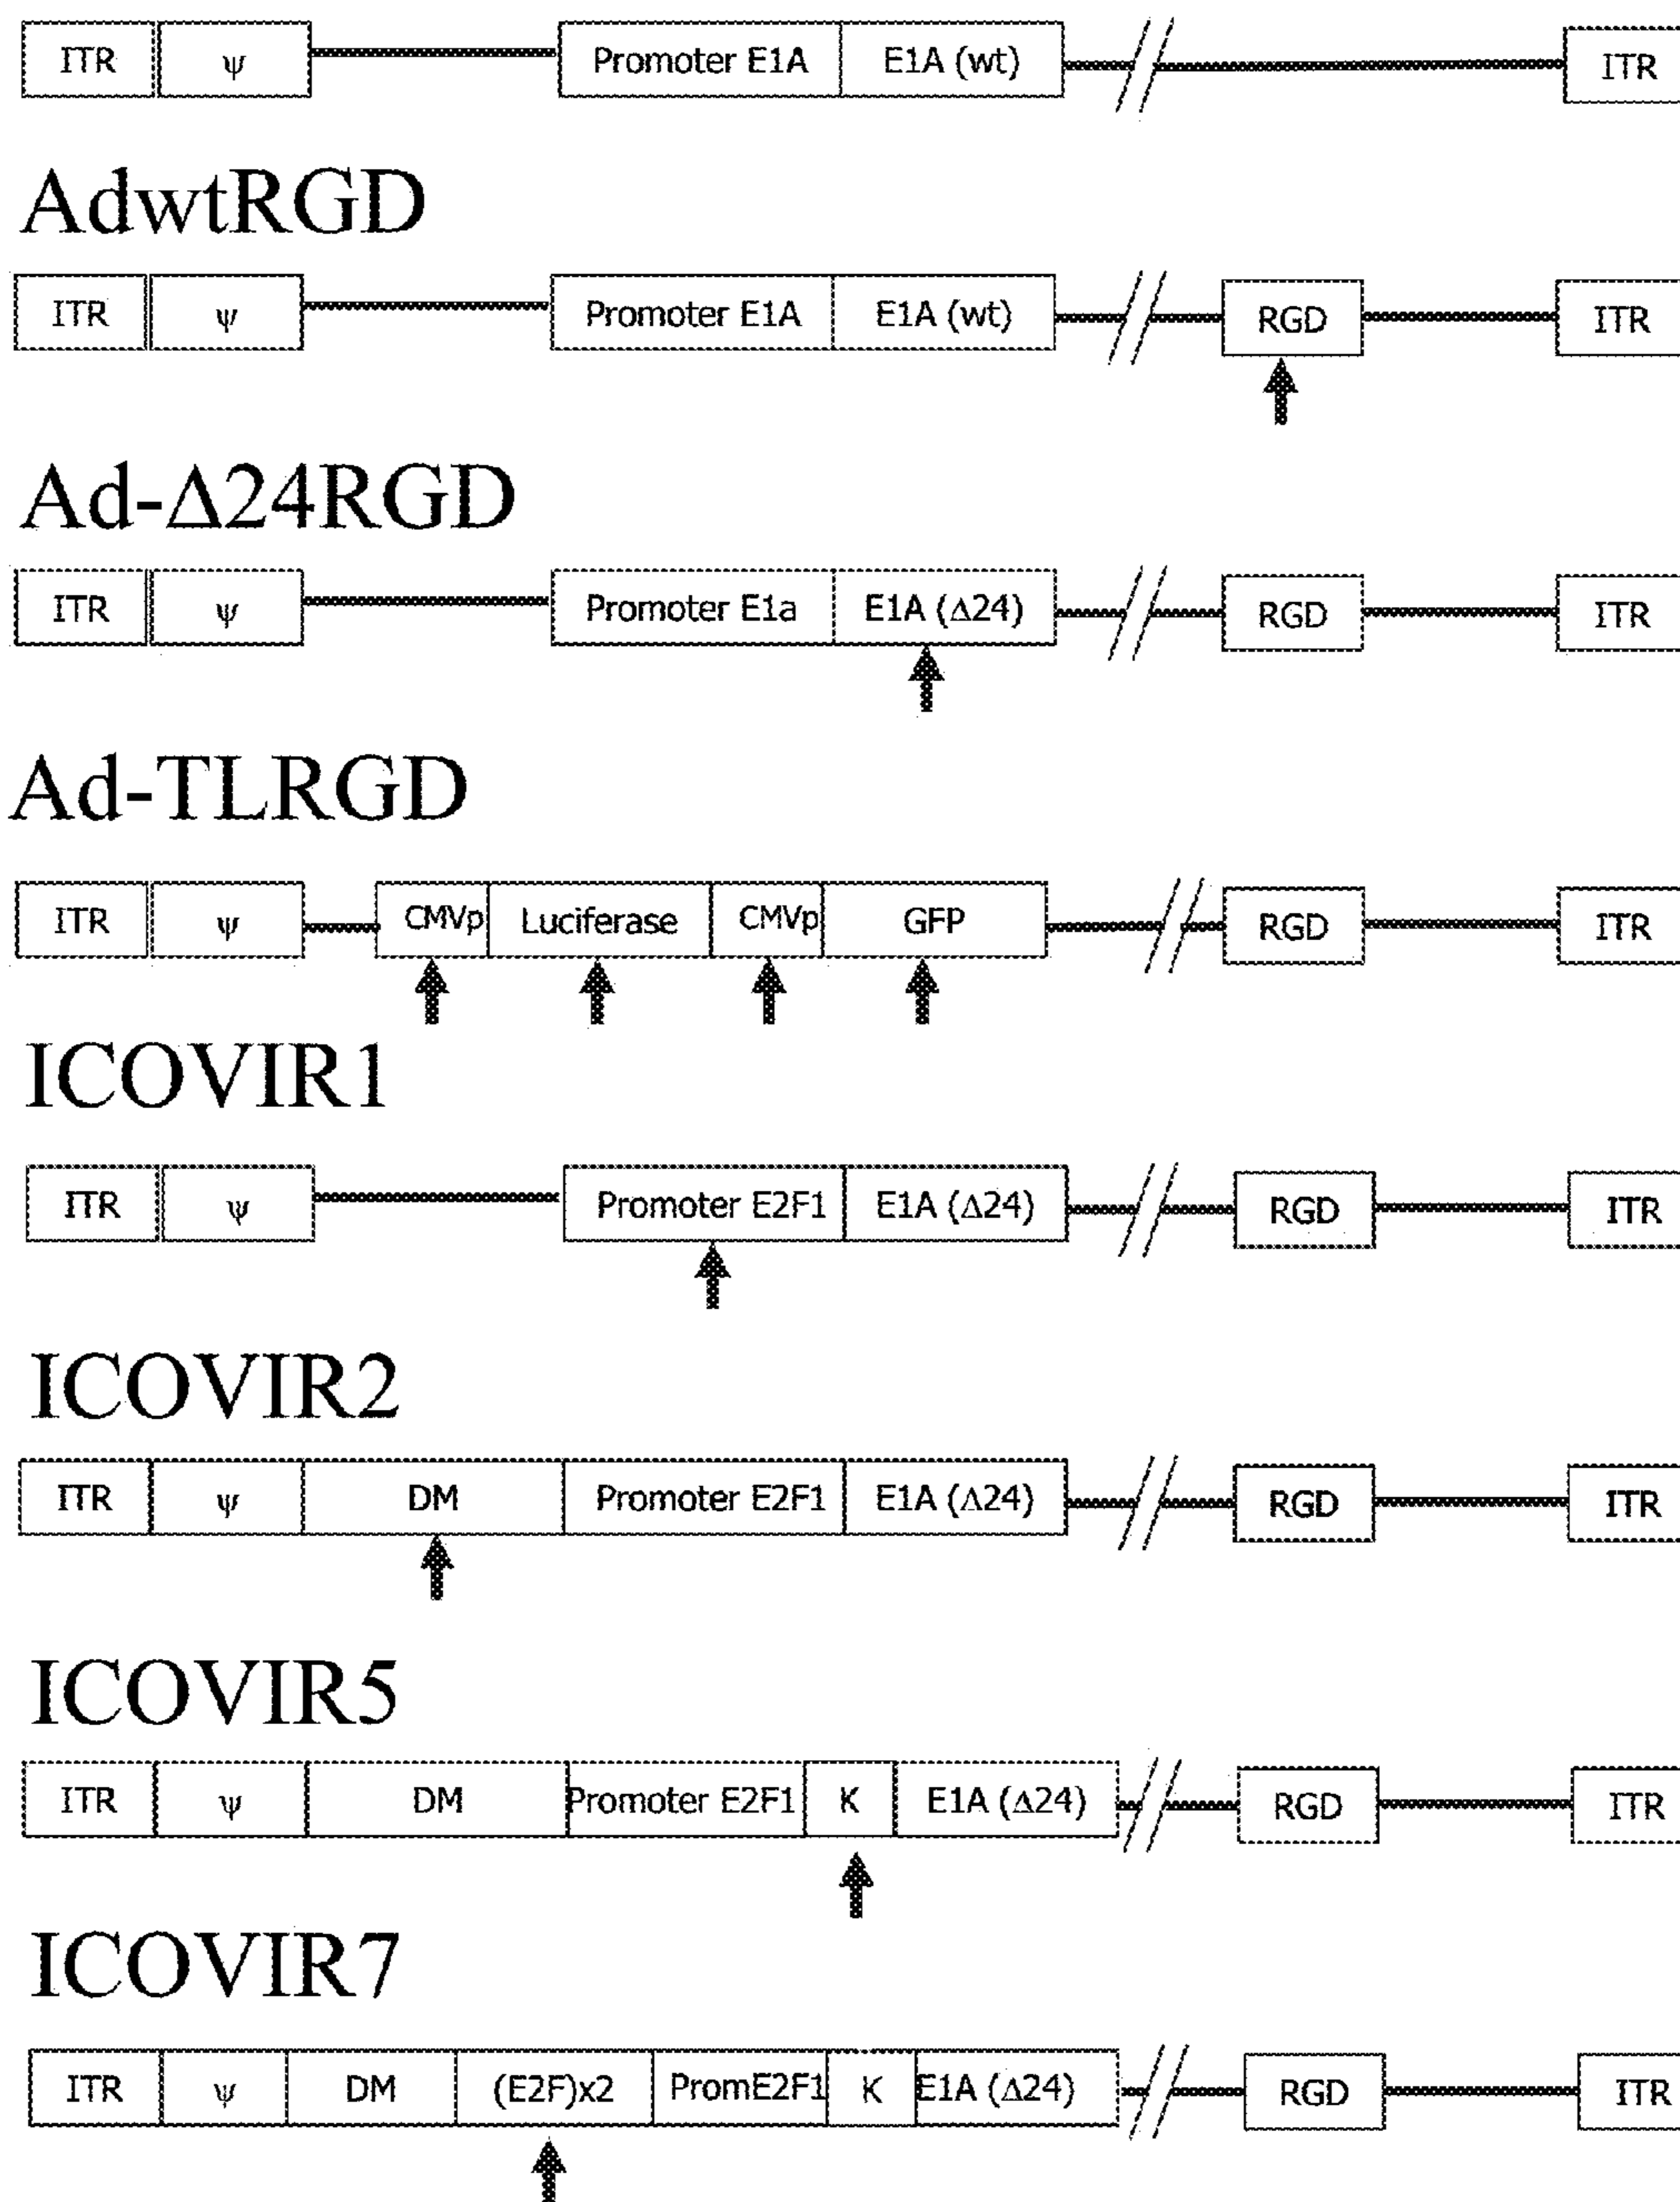 ITR ψ Promoter E1A E1A (wt) ITR
AdwtRGD
ITR ψ Promoter E1A E1A (wt) RGD ITR
Ad-Δ24RGD
ITR ψ Promoter E1a E1A (Δ24) RGD ITR
Ad-TLRGD
ITR ψ CMVp Luciferase CMVp GFP RGD ITR
ICOVIR1
ITR ψ Promoter E2F1 E1A (Δ24) RGD ITR
ICOVIR2
ITR ψ DM Promoter E2F1 E1A (Δ24) RGD ITR
ICOVIR5
ITR ψ DM Promoter E2F1 K E1A (Δ24) RGD ITR
ICOVIR7
ITR ψ DM (E2F)x2 PromE2F1 K E1A (Δ24) RGD ITR